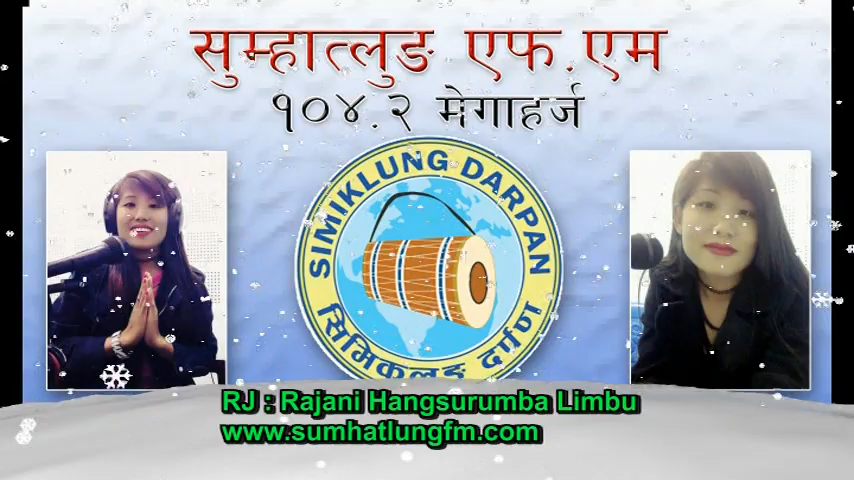 सुम्हात्लुङ एफ.एम
१०४.२ मेगाहर्ज
SIMIKLUNG DARPAN
सिमिकलुङ दर्पण
RJ : Rajani Hangsurumba Limbu
www.sumhatlungfm.com